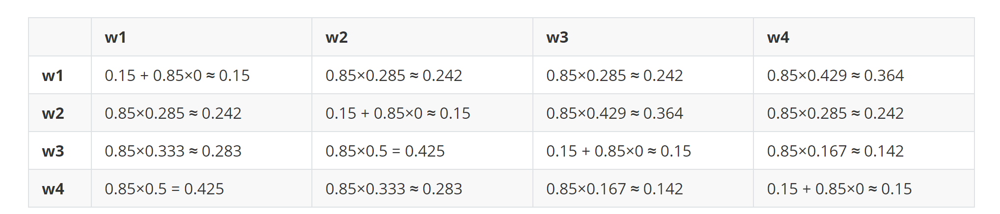 w1 w2 w3 w4
w1 0.15 + 0.85×0 ≈ 0.15 0.85×0.285 ≈ 0.242 0.85×0.285 ≈ 0.242 0.85×0.429 ≈ 0.364
w2 0.85×0.285 ≈ 0.242 0.15 + 0.85×0 ≈ 0.15 0.85×0.429 ≈ 0.364 0.85×0.285 ≈ 0.242
w3 0.85×0.333 ≈ 0.283 0.85×0.5 = 0.425 0.15 + 0.85×0 ≈ 0.15 0.85×0.167 ≈ 0.142
w4 0.85×0.5 = 0.425 0.85×0.333 ≈ 0.283 0.85×0.167 ≈ 0.142 0.15 + 0.85×0 ≈ 0.15